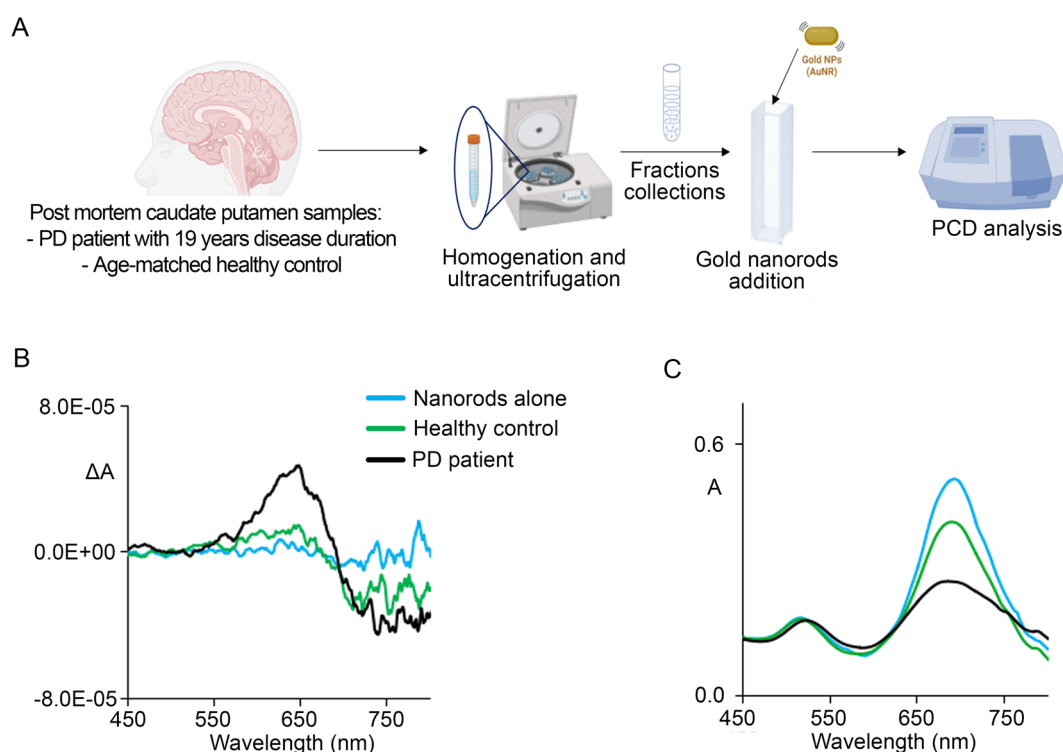 A
Gold NPs
(AuNR)
Post mortem caudate putamen samples:
- PD patient with 19 years disease duration
- Age-matched healthy control
Homogenation and
ultracentrifugation
Fractions
collections
Gold nanorods
addition
PCD analysis
B
8.0E-05
ΔA
0.0E+00
-8.0E-05
450
550
650
750
Wavelength (nm)
Nanorods alone
Healthy control
PD patient
C
0.6
A
0.0
450
550
650
750
Wavelength (nm)